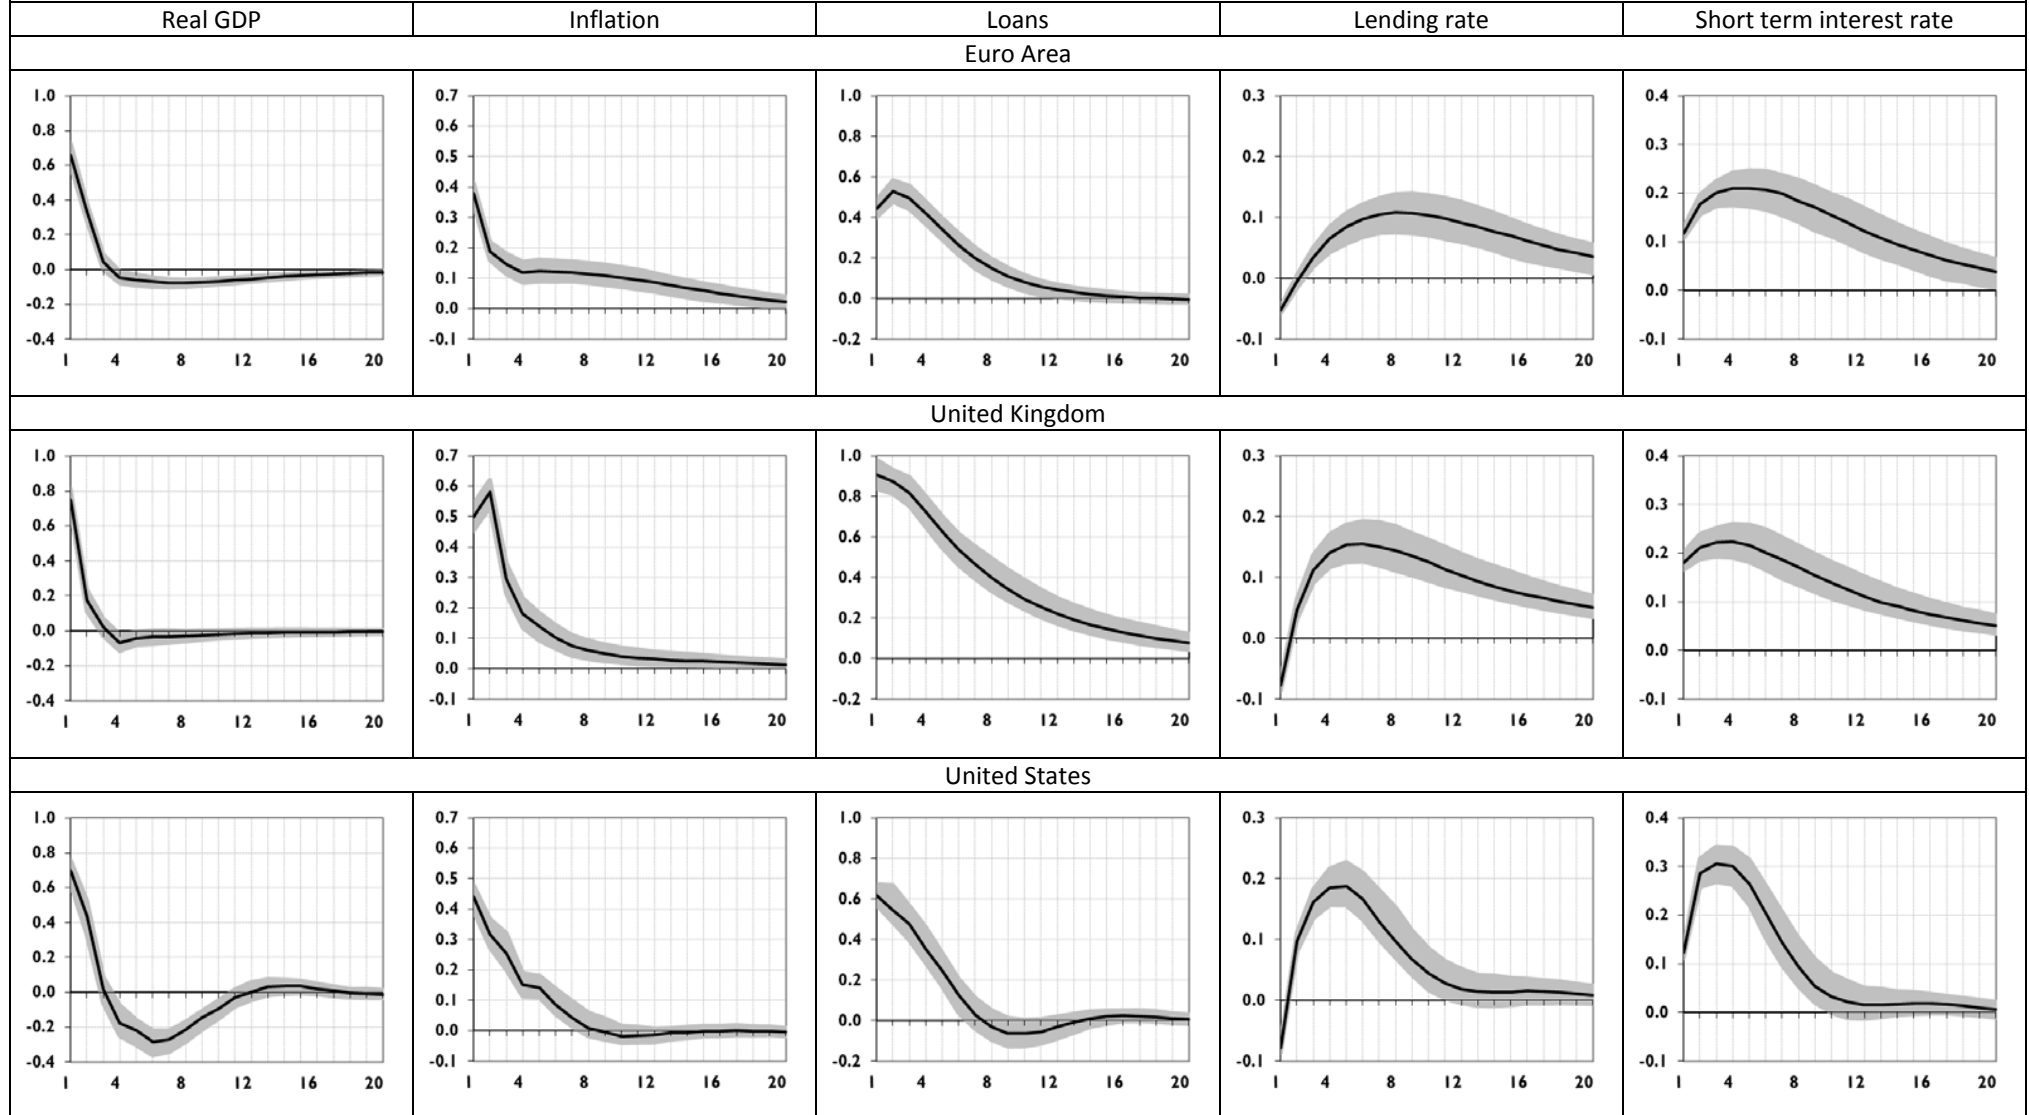 Real GDP Inflation Loans Lending rate Short term interest rate
Euro Area
1.0 0.8 0.6 0.4 0.2 0.0 -0.2 -0.4
1 4 8 12 16 20
0.7 0.6 0.5 0.4 0.3 0.2 0.1 0.0 -0.1
1 4 8 12 16 20
1.0 0.8 0.6 0.4 0.2 0.0 -0.2
1 4 8 12 16 20
0.3 0.2 0.1 0.0 -0.1
1 4 8 12 16 20
0.4 0.3 0.2 0.1 0.0 -0.1
1 4 8 12 16 20
United Kingdom
1.0 0.8 0.6 0.4 0.2 0.0 -0.2 -0.4
1 4 8 12 16 20
0.7 0.6 0.5 0.4 0.3 0.2 0.1 0.0 -0.1
1 4 8 12 16 20
1.0 0.8 0.6 0.4 0.2 0.0 -0.2
1 4 8 12 16 20
0.3 0.2 0.1 0.0 -0.1
1 4 8 12 16 20
0.4 0.3 0.2 0.1 0.0 -0.1
1 4 8 12 16 20
United States
1.0 0.8 0.6 0.4 0.2 0.0 -0.2 -0.4
1 4 8 12 16 20
0.7 0.6 0.5 0.4 0.3 0.2 0.1 0.0 -0.1
1 4 8 12 16 20
1.0 0.8 0.6 0.4 0.2 0.0 -0.2
1 4 8 12 16 20
0.3 0.2 0.1 0.0 -0.1
1 4 8 12 16 20
0.4 0.3 0.2 0.1 0.0 -0.1
1 4 8 12 16 20